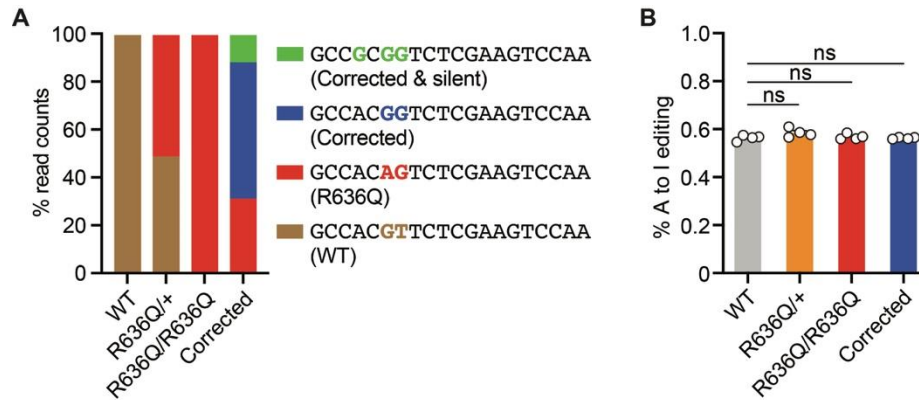 A
% read counts
100
80
60
40
20
0
WT
R636Q/+
R636Q/R636Q
Corrected
GCCGCGGTCTCGAAGTCCAA
(Corrected & silent)
GCCACGGTCTCGAAGTCCAA
(Corrected)
GCCACAGTCTCGAAGTCCAA
(R636Q)
GCCACGTTCTCGAAGTCCAA
(WT)
B
% A to I editing
1.0
0.8
0.6
0.4
0.2
0
ns
ns
ns
WT
R636Q/+
R636Q/R636Q
Corrected